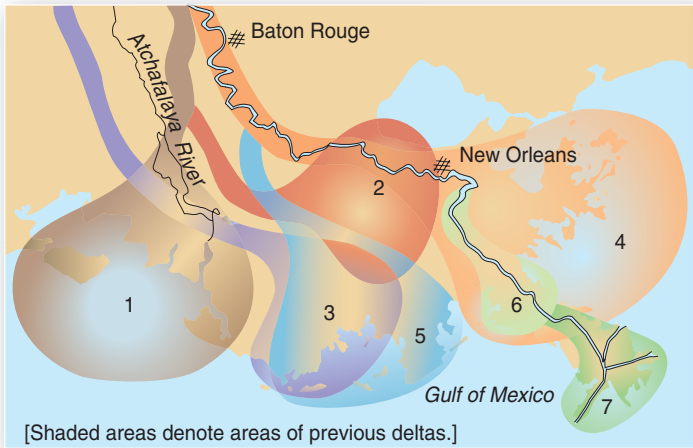 Baton Rouge
Atchafalaya
River
New Orleans
2
4
1
3
5
6
7
Gulf of Mexico
[Shaded areas denote areas of previous deltas.]